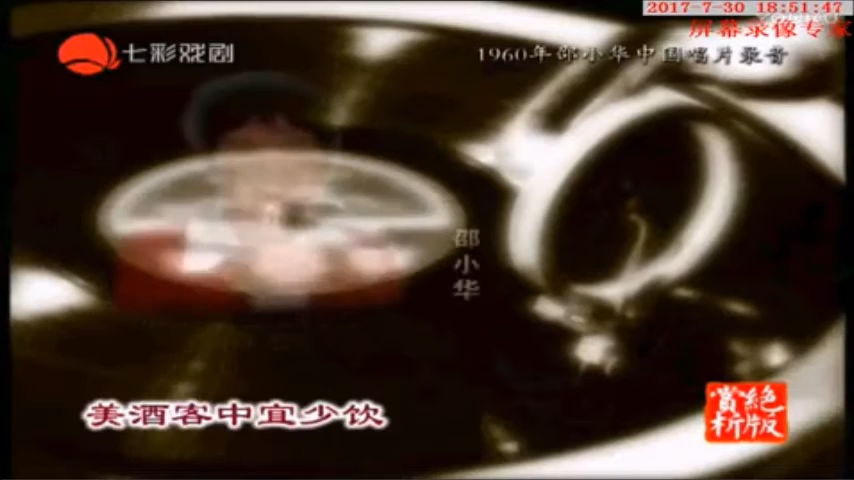 2017-7-30 18:51:47
屏幕录像专家
七彩戏剧
1960年邵小华中国唱片录音
邵小华
美酒客中宜少饮
绝版赏析